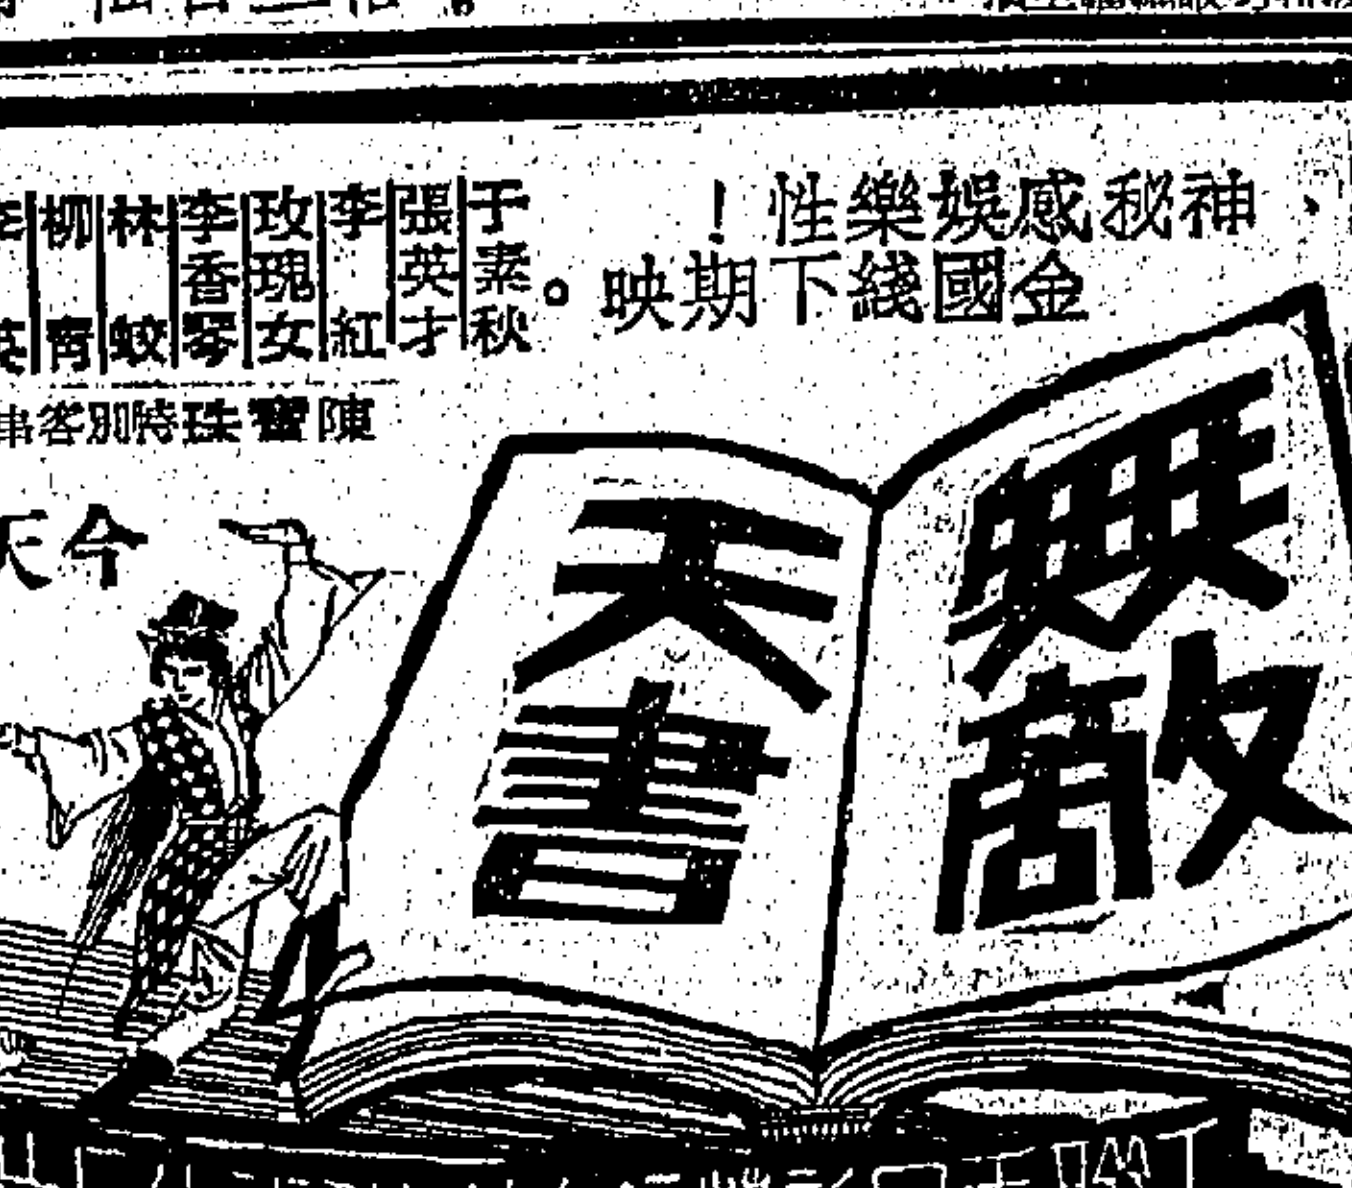 、神秘感娛樂性！
金國綫下期映。
于素秋
張英才
李紅
玫瑰女
李香琴
林蛟
柳青
陳寶珠特別客串
無敵
天書
今天